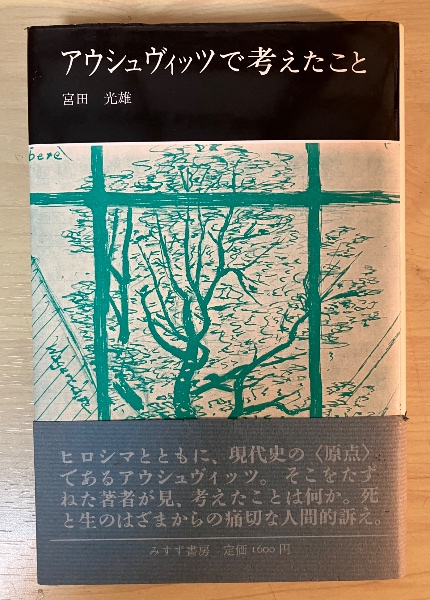 アウシュヴィッツで考えたこと
宮田 光雄
ヒロシマとともに、現代史の〈原点〉
であるアウシュヴィッツ。そこをたず
ねた著者が見、考えたことは何か。死
と生のはざまからの痛切な人間的訴え。
みすず書房 定価1600円